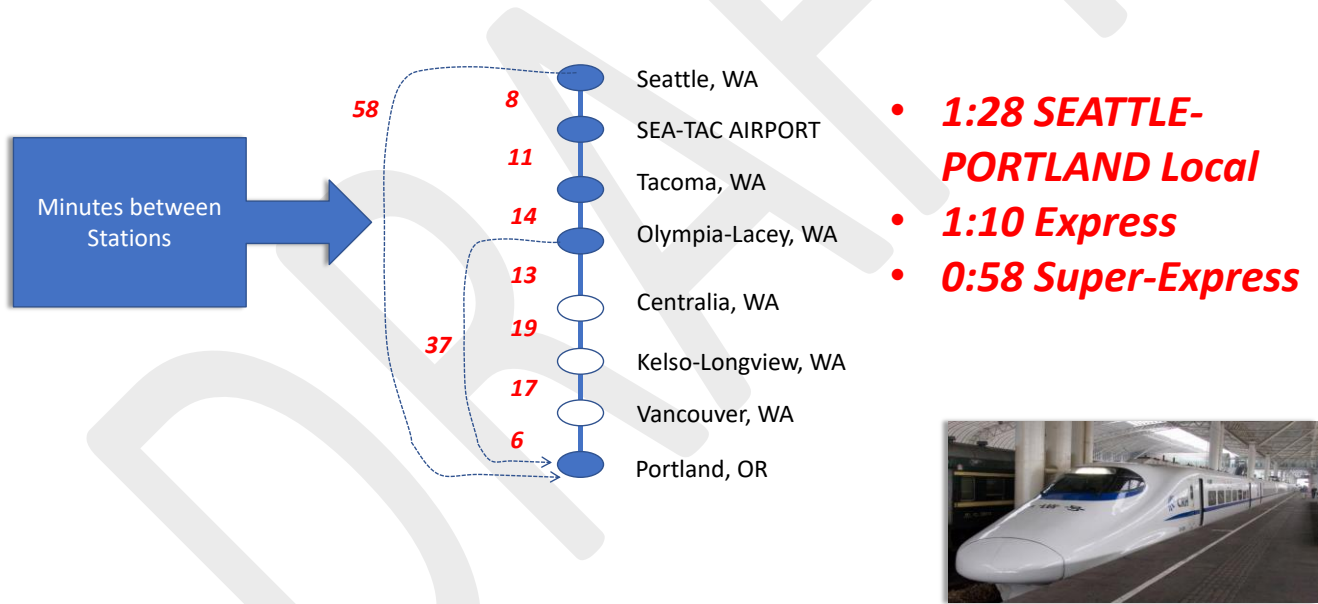 DRAFT
Minutes between
Stations
58
37
8
11
14
13
19
17
6
Seattle, WA
SEA-TAC AIRPORT
Tacoma, WA
Olympia-Lacey, WA
Centralia, WA
Kelso-Longview, WA
Vancouver, WA
Portland, OR
• 1:28 SEATTLE-
PORTLAND Local
• 1:10 Express
• 0:58 Super-Express
CRH